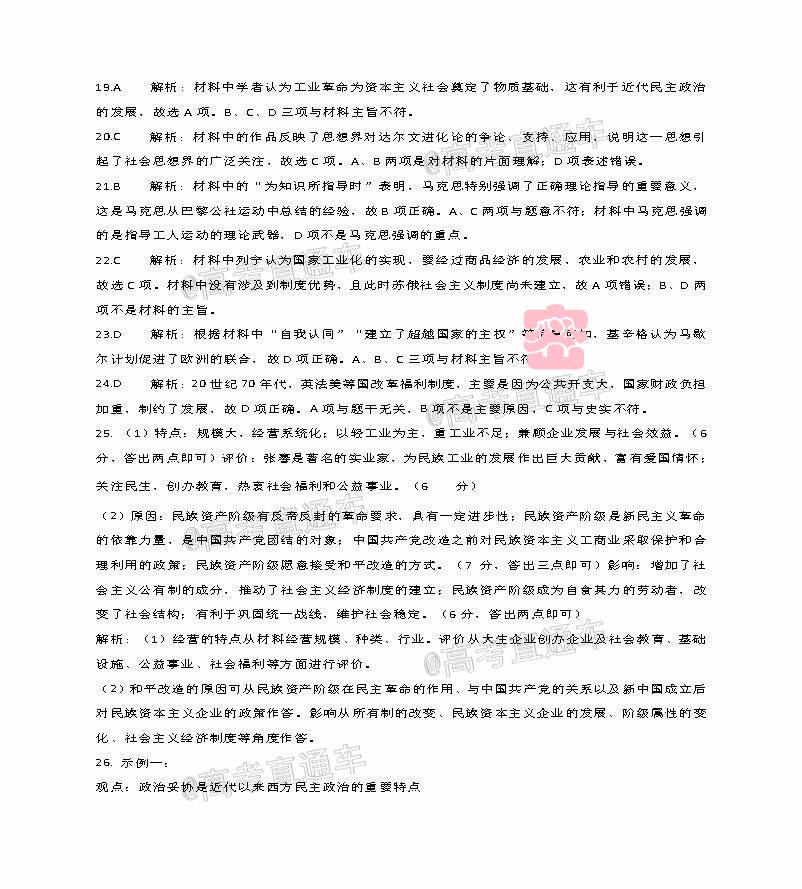 19.A　　解析：材料中学者认为工业革命为资本主义社会奠定了物质基础，这有利于近代民主政治
的发展，故选 A 项。B、C、D 三项与材料主旨不符。
20.C　　解析：材料中的作品反映了思想界对达尔文进化论的争论、支持、应用，说明这一思想引
起了社会思想界的广泛关注，故选 C 项。A、B 两项是对材料的片面理解；D 项表述错误。
21.B　　解析：材料中的“为知识所指导时”表明，马克思特别强调了正确理论指导的重要意义，
这是马克思从巴黎公社运动中总结的经验，故 B 项正确。A、C 两项与题意不符；材料中马克思强调
的是指导工人运动的理论武器，D 项不是马克思强调的重点。
22.C　　解析：材料中列宁认为国家工业化的实现，要经过商品经济的发展、农业和农村的发展，
故选 C 项。材料中没有涉及到制度优势，且此时苏俄社会主义制度尚未建立，故 A 项错误；B、D 两
项不是材料的主旨。
23.D　　解析：根据材料中“自我认同”“建立了超越国家的主权”等 可知，基辛格认为马歇
尔计划促进了欧洲的联合，故 D 项正确。A、B、C 三项与材料主旨不符
24.D　　解析：20 世纪 70 年代，英法美等国改革福利制度，主要是因为公共开支大，国家财政负担
加重，制约了发展，故 D 项正确。A 项与题干无关，B 项不是主要原因，C 项与史实不符。
25. （1）特点：规模大、经营系统化；以轻工业为主，重工业不足；兼顾企业发展与社会效益。（6
分，答出两点即可）评价：张謇是著名的实业家，为民族工业的发展作出巨大贡献，富有爱国情怀；
关注民生，创办教育，热衷社会福利和公益事业。（6　　分）
（2）原因：民族资产阶级有反帝反封的革命要求，具有一定进步性；民族资产阶级是新民主义革命
的依靠力量，是中国共产党团结的对象；中国共产党改造之前对民族资本主义工商业采取保护和合
理利用的政策；民族资产阶级愿意接受和平改造的方式。（7 分，答出三点即可）影响：增加了社
会主义公有制的成分，推动了社会主义经济制度的建立；民族资产阶级成为自食其力的劳动者，改
变了社会结构；有利于巩固统一战线，维护社会稳定。（6 分，答出两点即可）
解析：（1）经营的特点从材料经营规模、种类、行业。评价从大生企业创办企业及社会教育、基础
设施、公益事业、社会福利等方面进行评价。
（2）和平改造的原因可从民族资产阶级在民主革命的作用、与中国共产党的关系以及新中国成立后
对民族资本主义企业的政策作答。影响从所有制的改变、民族资本主义企业的发展、阶级属性的变
化、社会主义经济制度等角度作答。
26. 示例一：
观点：政治妥协是近代以来西方民主政治的重要特点
@高考直通车
@高考直通车
@高考直通车
@高考直通车
@高考直通车
@高考直通车